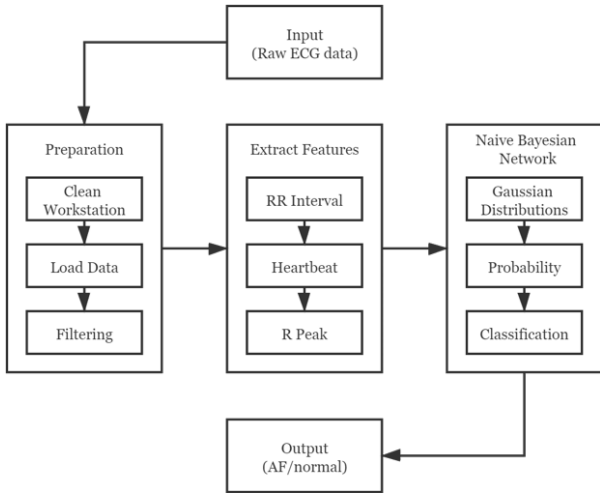 Input
(Raw ECG data)
Preparation
Clean
Workstation
Load Data
Filtering
Extract Features
RR Interval
Heartbeat
R Peak
Naive Bayesian
Network
Gaussian
Distributions
Probability
Classification
Output
(AF/normal)